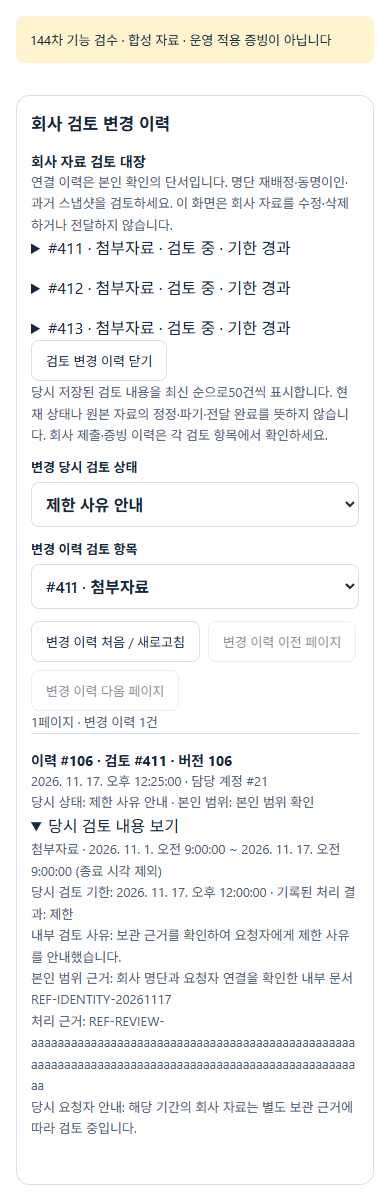 144차 기능 검수 · 합성 자료 · 운영 적용 증빙이 아닙니다
회사 검토 변경 이력
회사 자료 검토 대장
연결 이력은 본인 확인의 단서입니다. 명단 재배정·동명이인·
과거 스냅샷을 검토하세요. 이 화면은 회사 자료를 수정·삭제
하거나 전달하지 않습니다.
▶ #411 · 첨부자료 · 검토 중 · 기한 경과
▶ #412 · 첨부자료 · 검토 중 · 기한 경과
▶ #413 · 첨부자료 · 검토 중 · 기한 경과
검토 변경 이력 닫기
당시 저장된 검토 내용을 최신 순으로50건씩 표시합니다. 현
재 상태나 원본 자료의 정정·파기·전달 완료를 뜻하지 않습니
다. 회사 제출·증빙 이력은 각 검토 항목에서 확인하세요.
변경 당시 검토 상태
제한 사유 안내
변경 이력 검토 항목
#411 · 첨부자료
변경 이력 처음 / 새로고침
변경 이력 이전 페이지
변경 이력 다음 페이지
1페이지 · 변경 이력 1건
이력 #106 · 검토 #411 · 버전 106
2026. 11. 17. 오후 12:25:00 · 담당 계정 #21
당시 상태: 제한 사유 안내 · 본인 범위: 본인 범위 확인
▼ 당시 검토 내용 보기
첨부자료 · 2026. 11. 1. 오전 9:00:00 ~ 2026. 11. 17. 오전
9:00:00 (종료 시각 제외)
당시 검토 기한: 2026. 11. 17. 오후 12:00:00 · 기록된 처리 결
과: 제한
내부 검토 사유: 보관 근거를 확인하여 요청자에게 제한 사유
를 안내했습니다.
본인 범위 근거: 회사 명단과 요청자 연결을 확인한 내부 문서
REF-IDENTITY-20261117
처리 근거: REF-REVIEW-
aaaaaaaaaaaaaaaaaaaaaaaaaaaaaaaaaaaaaaaaaaaaaaaaa
aaaaaaaaaaaaaaaaaaaaaaaaaaaaaaaaaaaaaaaaaaaaaaaaa
aa
당시 요청자 안내: 해당 기간의 회사 자료는 별도 보관 근거에
따라 검토 중입니다.